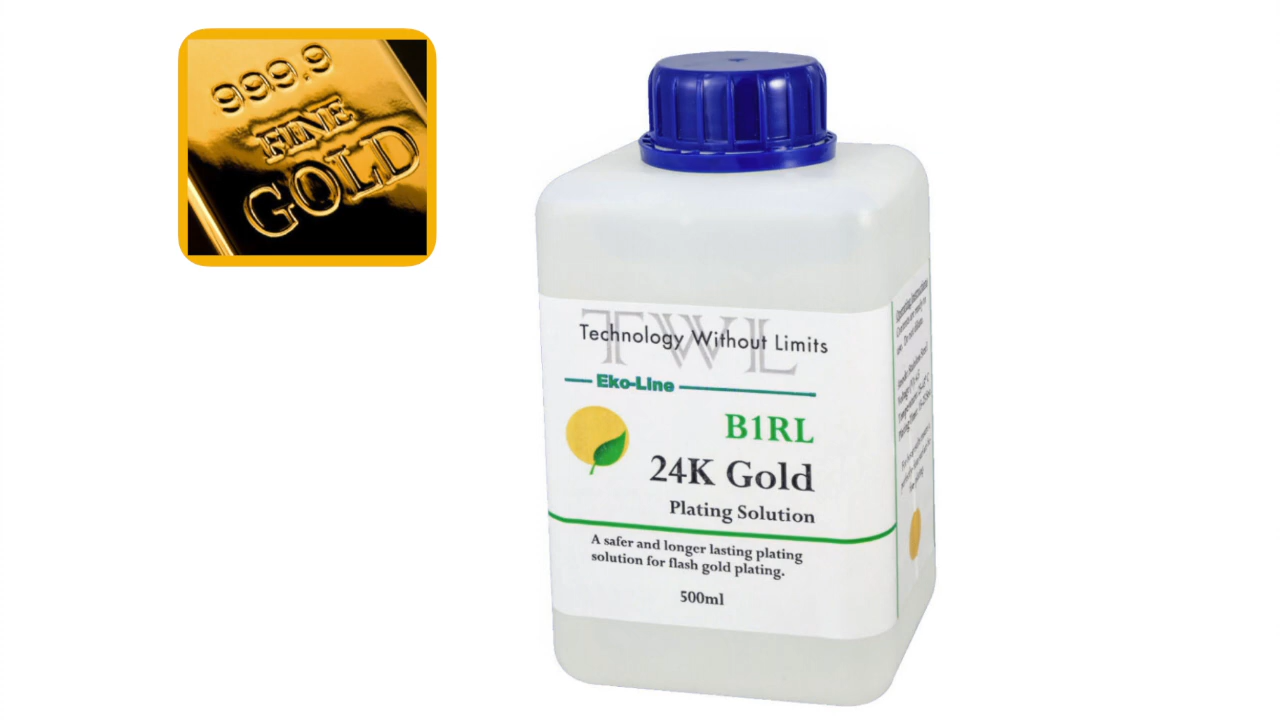 999.9
FINE
GOLD
TWL
Technology Without Limits
Eko-Line
B1RL
24K Gold
Plating Solution
A safer and longer lasting plating
solution for flash gold plating.
500ml